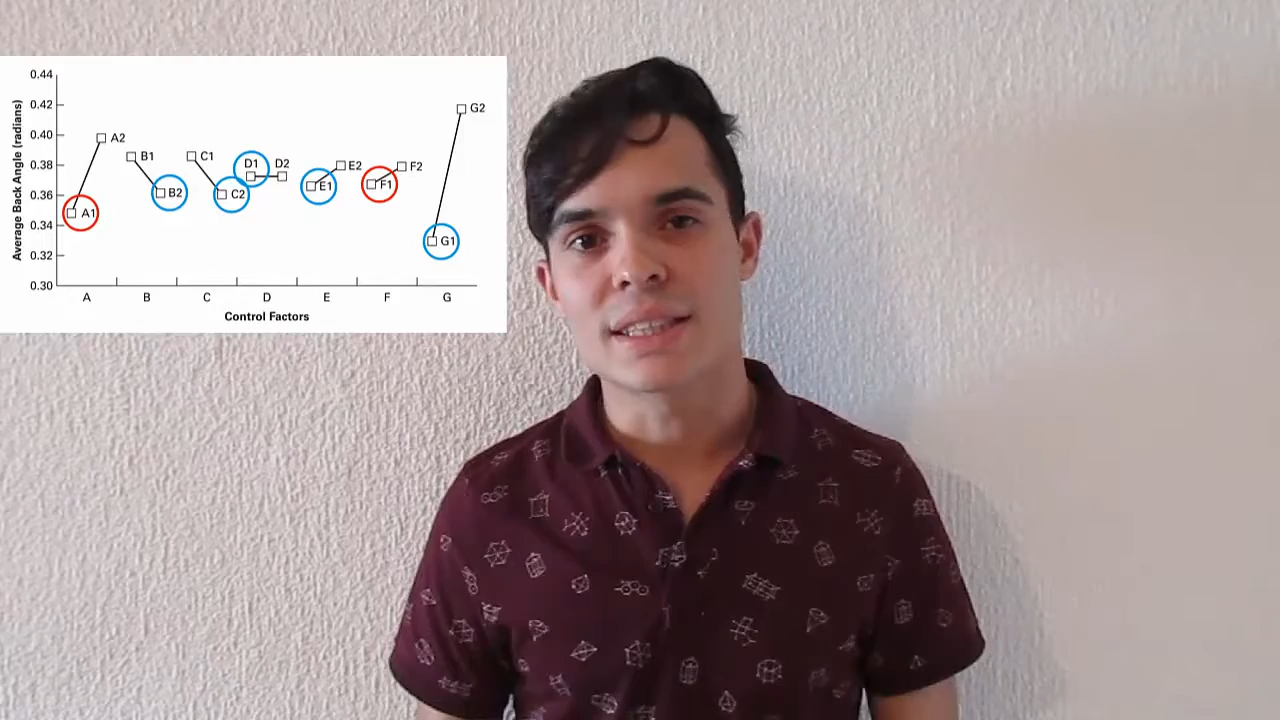 0.44
0.42
0.40
0.38
0.36
0.34
0.32
0.30
Average Back Angle (radians)
A1
A2
B1
B2
C1
C2
D1
D2
E1
E2
F1
F2
G1
G2
A B C D E F G
Control Factors